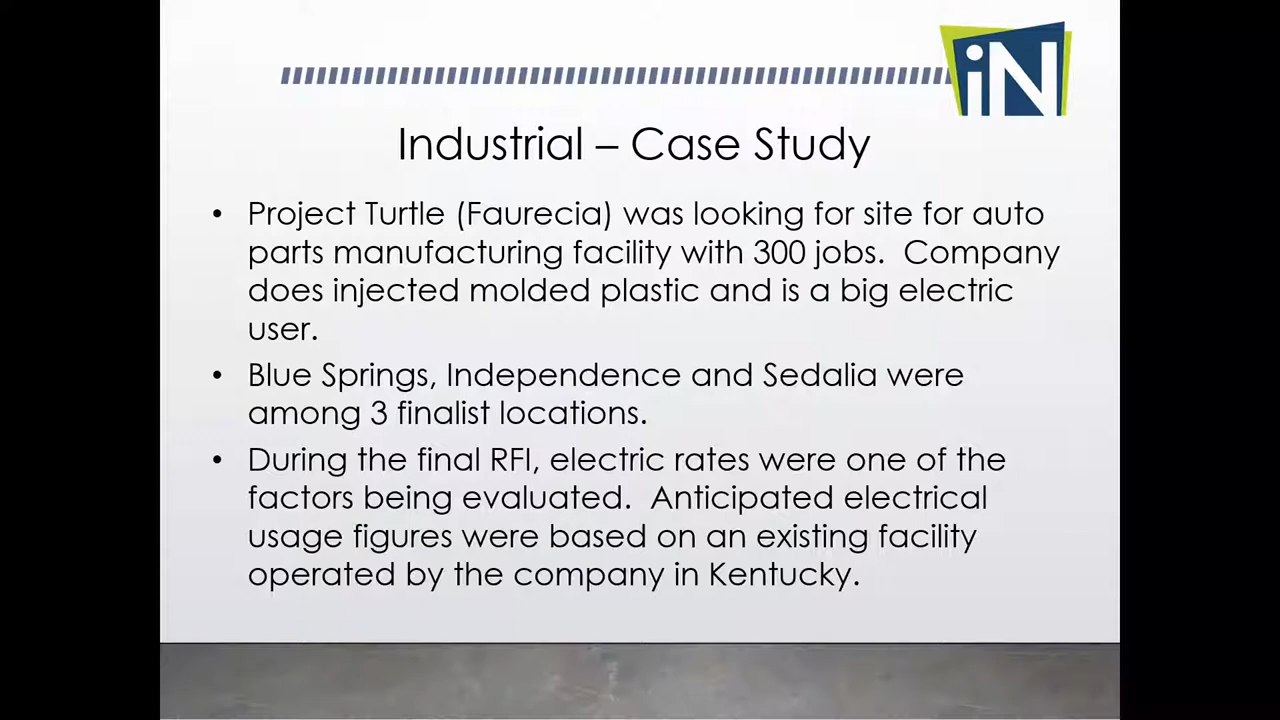 iN
Industrial – Case Study
• Project Turtle (Faurecia) was looking for site for auto
parts manufacturing facility with 300 jobs.  Company
does injected molded plastic and is a big electric
user.
• Blue Springs, Independence and Sedalia were
among 3 finalist locations.
• During the final RFI, electric rates were one of the
factors being evaluated.  Anticipated electrical
usage figures were based on an existing facility
operated by the company in Kentucky.